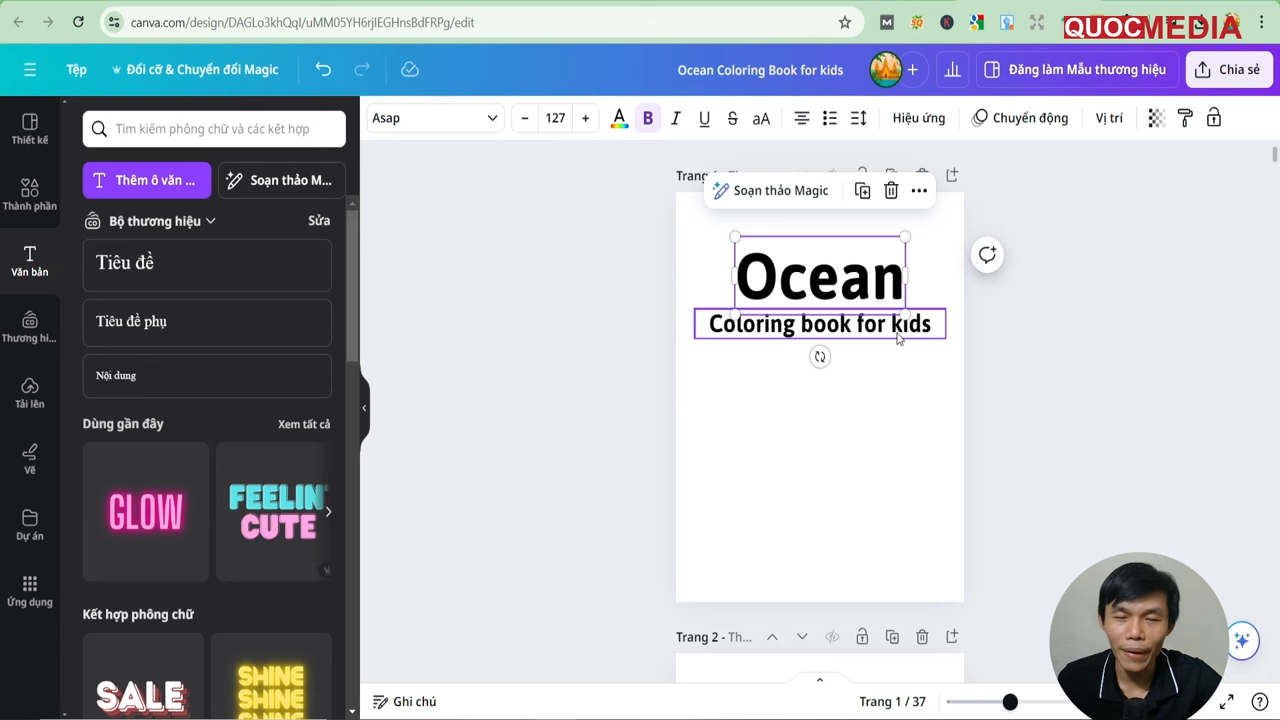 canva.com/design/DAGLo3khQqI/uMM05YH6rjIEGHnsBdFRPg/edit
QUOCMEDIA
Tệp
Đổi cỡ & Chuyển đổi Magic
Ocean Coloring Book for kids
Đăng làm Mẫu thương hiệu
Chia sẻ
Thiết kế
Thành phần
Văn bản
Thương hi...
Tải lên
Vẽ
Dự án
Ứng dụng
Tìm kiếm phông chữ và các kết hợp
Thêm ô văn ...
Soạn thảo M...
Bộ thương hiệu
Sửa
Tiêu đề
Tiêu đề phụ
Nội dung
Dùng gần đây
Xem tất cả
GLOW
FEELIN'
CUTE
Kết hợp phông chữ
SALE
SHINE
SHINE
SHINE
Asap
127
B I U S aA
Hiệu ứng
Chuyển động
Vị trí
Soạn thảo Magic
Ocean
Coloring book for kids
Trang 2 - Th...
Ghi chú
Trang 1 / 37